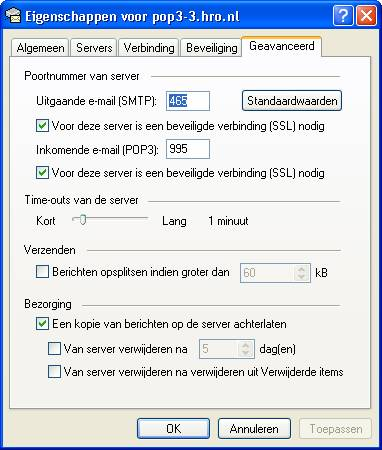 Eigenschappen voor pop3-3.hro.nl
Algemeen Servers Verbinding Beveiliging Geavanceerd
Poortnummer van server
Uitgaande e-mail (SMTP): 465 Standaardwaarden
Voor deze server is een beveiligde verbinding (SSL) nodig
Inkomende e-mail (POP3): 995
Voor deze server is een beveiligde verbinding (SSL) nodig
Time-outs van de server
Kort Lang 1 minuut
Verzenden
Berichten opsplitsen indien groter dan 60 kB
Bezorging
Een kopie van berichten op de server achterlaten
Van server verwijderen na 5 dag(en)
Van server verwijderen na verwijderen uit Verwijderde items
OK Annuleren Toepassen